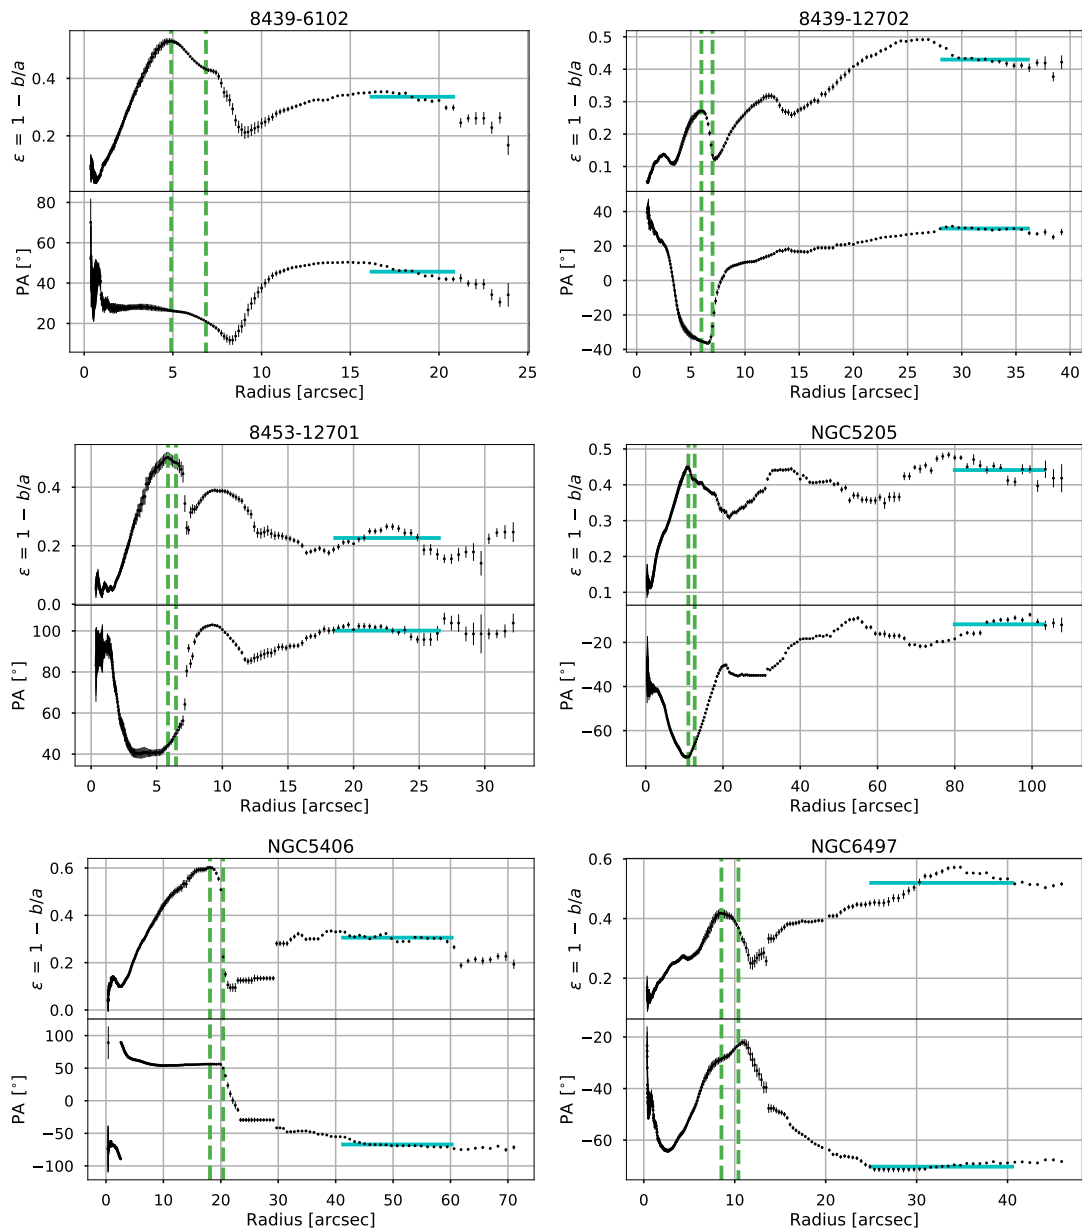 8439-6102
ε = 1 − b/a
0.4
0.2
PA [°]
80
60
40
20
0 5 10 15 20 25
Radius [arcsec]
8439-12702
ε = 1 − b/a
0.5
0.4
0.3
0.2
0.1
PA [°]
40
20
0
−20
−40
0 5 10 15 20 25 30 35 40
Radius [arcsec]
8453-12701
ε = 1 − b/a
0.4
0.2
0.0
PA [°]
100
80
60
40
0 5 10 15 20 25 30
Radius [arcsec]
NGC5205
ε = 1 − b/a
0.5
0.4
0.3
0.2
0.1
PA [°]
−20
−40
−60
0 20 40 60 80 100
Radius [arcsec]
NGC5406
ε = 1 − b/a
0.6
0.4
0.2
0.0
PA [°]
100
50
0
−50
−100
0 10 20 30 40 50 60 70
Radius [arcsec]
NGC6497
ε = 1 − b/a
0.6
0.4
0.2
PA [°]
−20
−40
−60
0 10 20 30 40
Radius [arcsec]